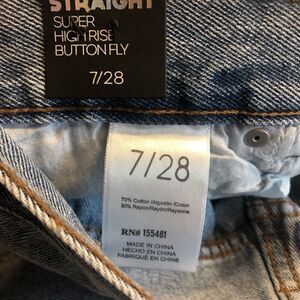 STRAIGHT
SUPER
HIGH RISE
BUTTON FLY
7/28
7/28
70% Cotton /Algodón /Coton
30% Rayon/Rayón/Rayonne
RN# 155481
MADE IN CHINA
HECHO EN CHINA
FABRIQUÉ EN CHINE